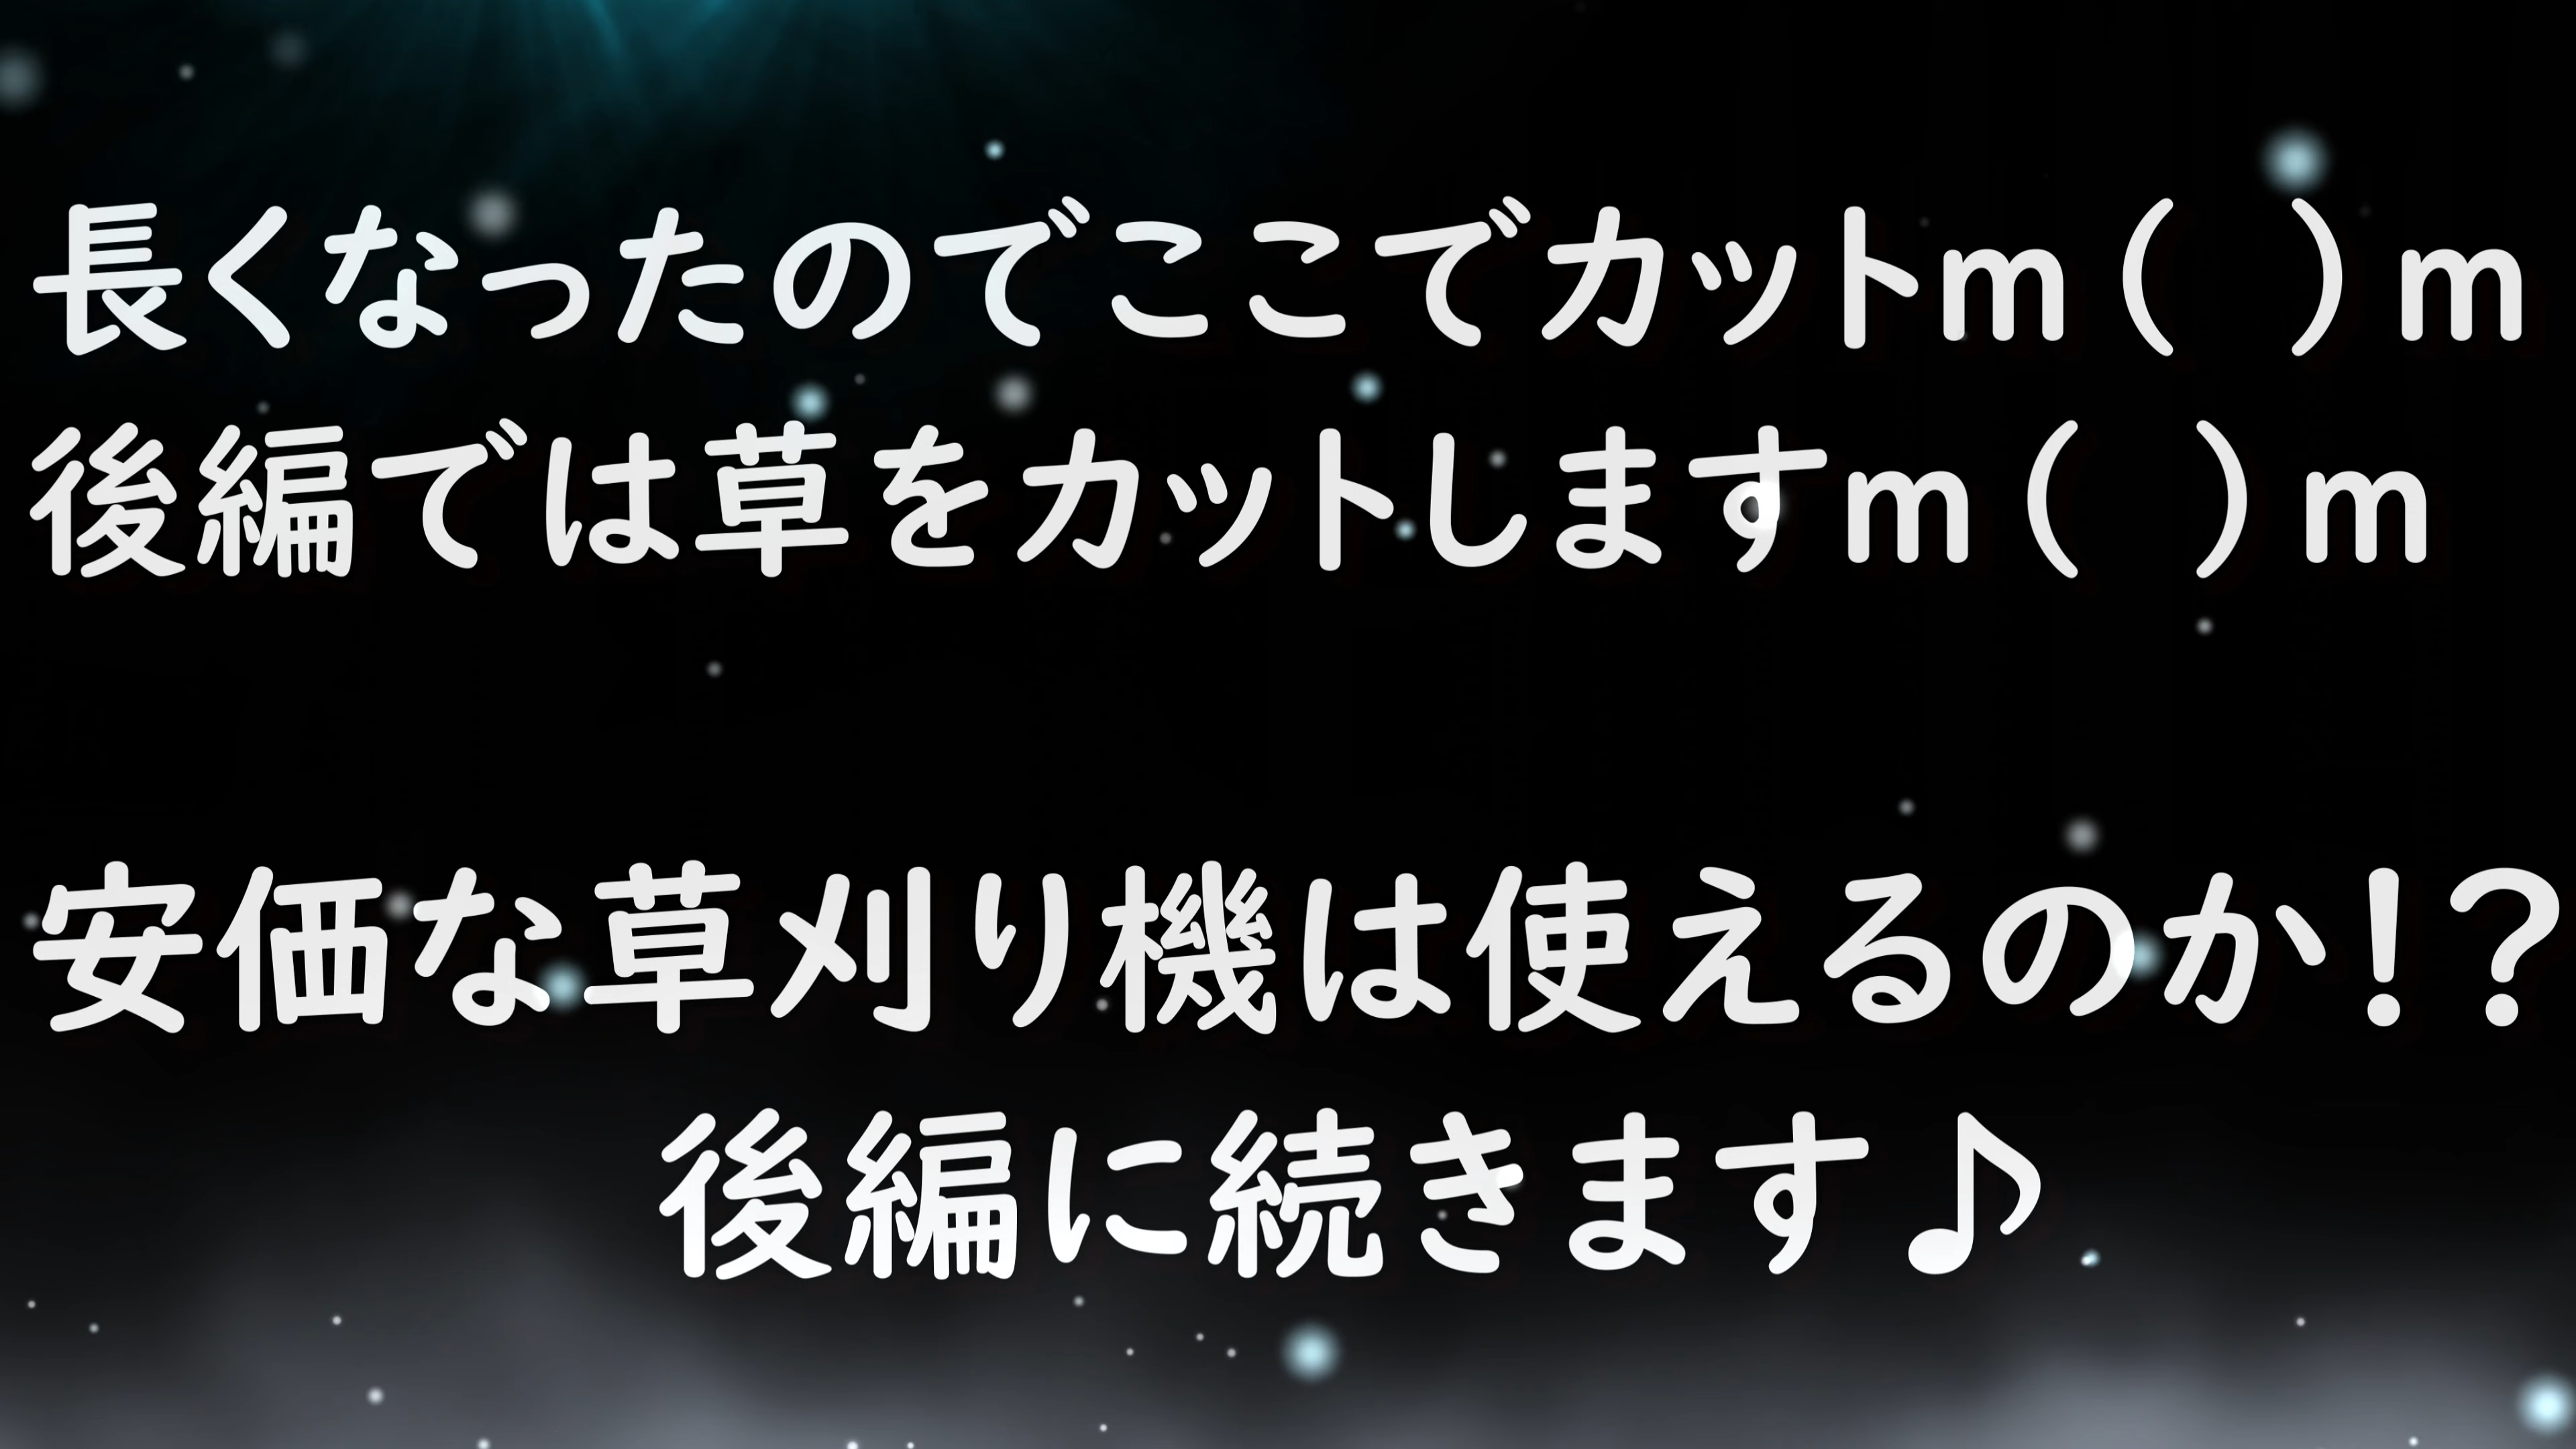 長くなったのでここでカットm( )m
後編では草をカットしますm( )m
安価な草刈り機は使えるのか!?
後編に続きます♪